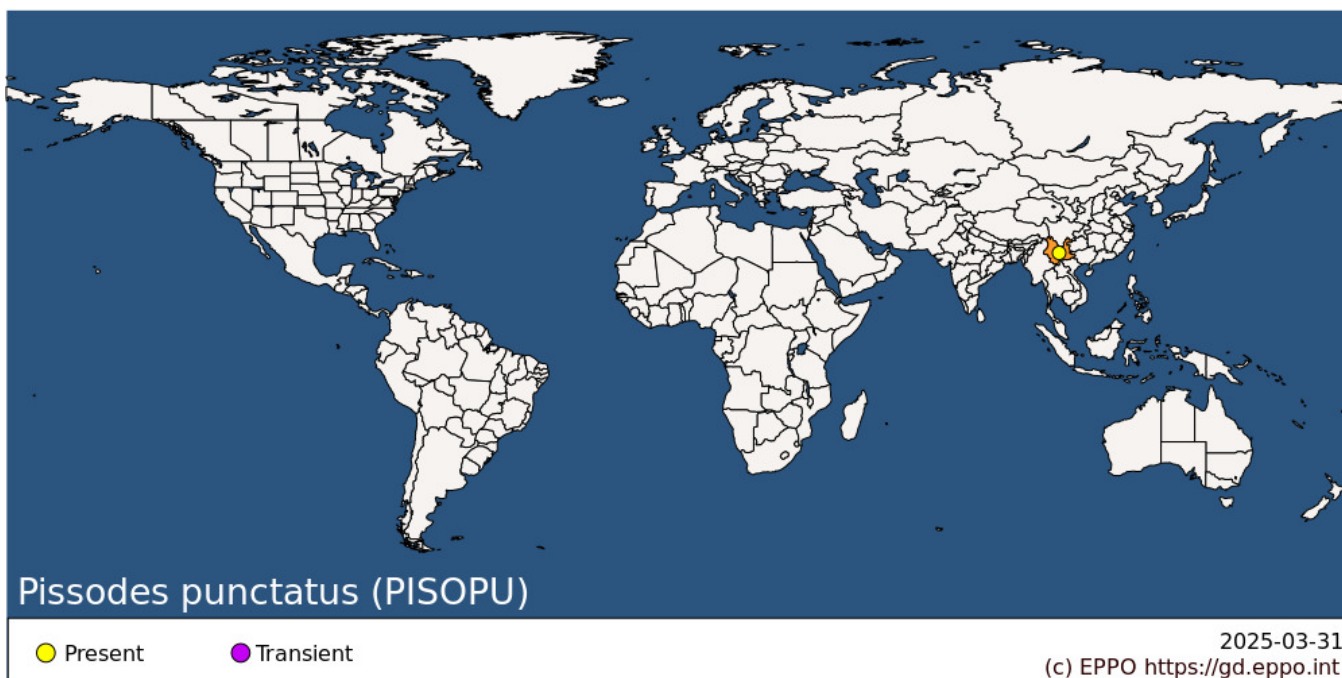 Pissodes punctatus (PISOPU)
Present
Transient
2025-03-31
(c) EPPO https://gd.eppo.int